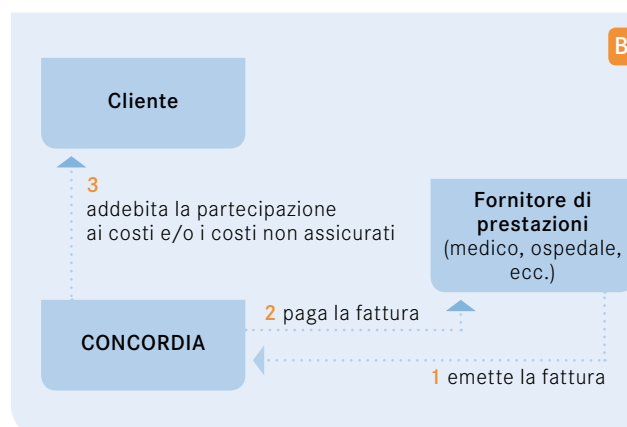 B
Cliente
3
addebita la partecipazione
ai costi e/o i costi non assicurati
Fornitore di
prestazioni
(medico, ospedale,
ecc.)
2 paga la fattura
CONCORDIA
1 emette la fattura